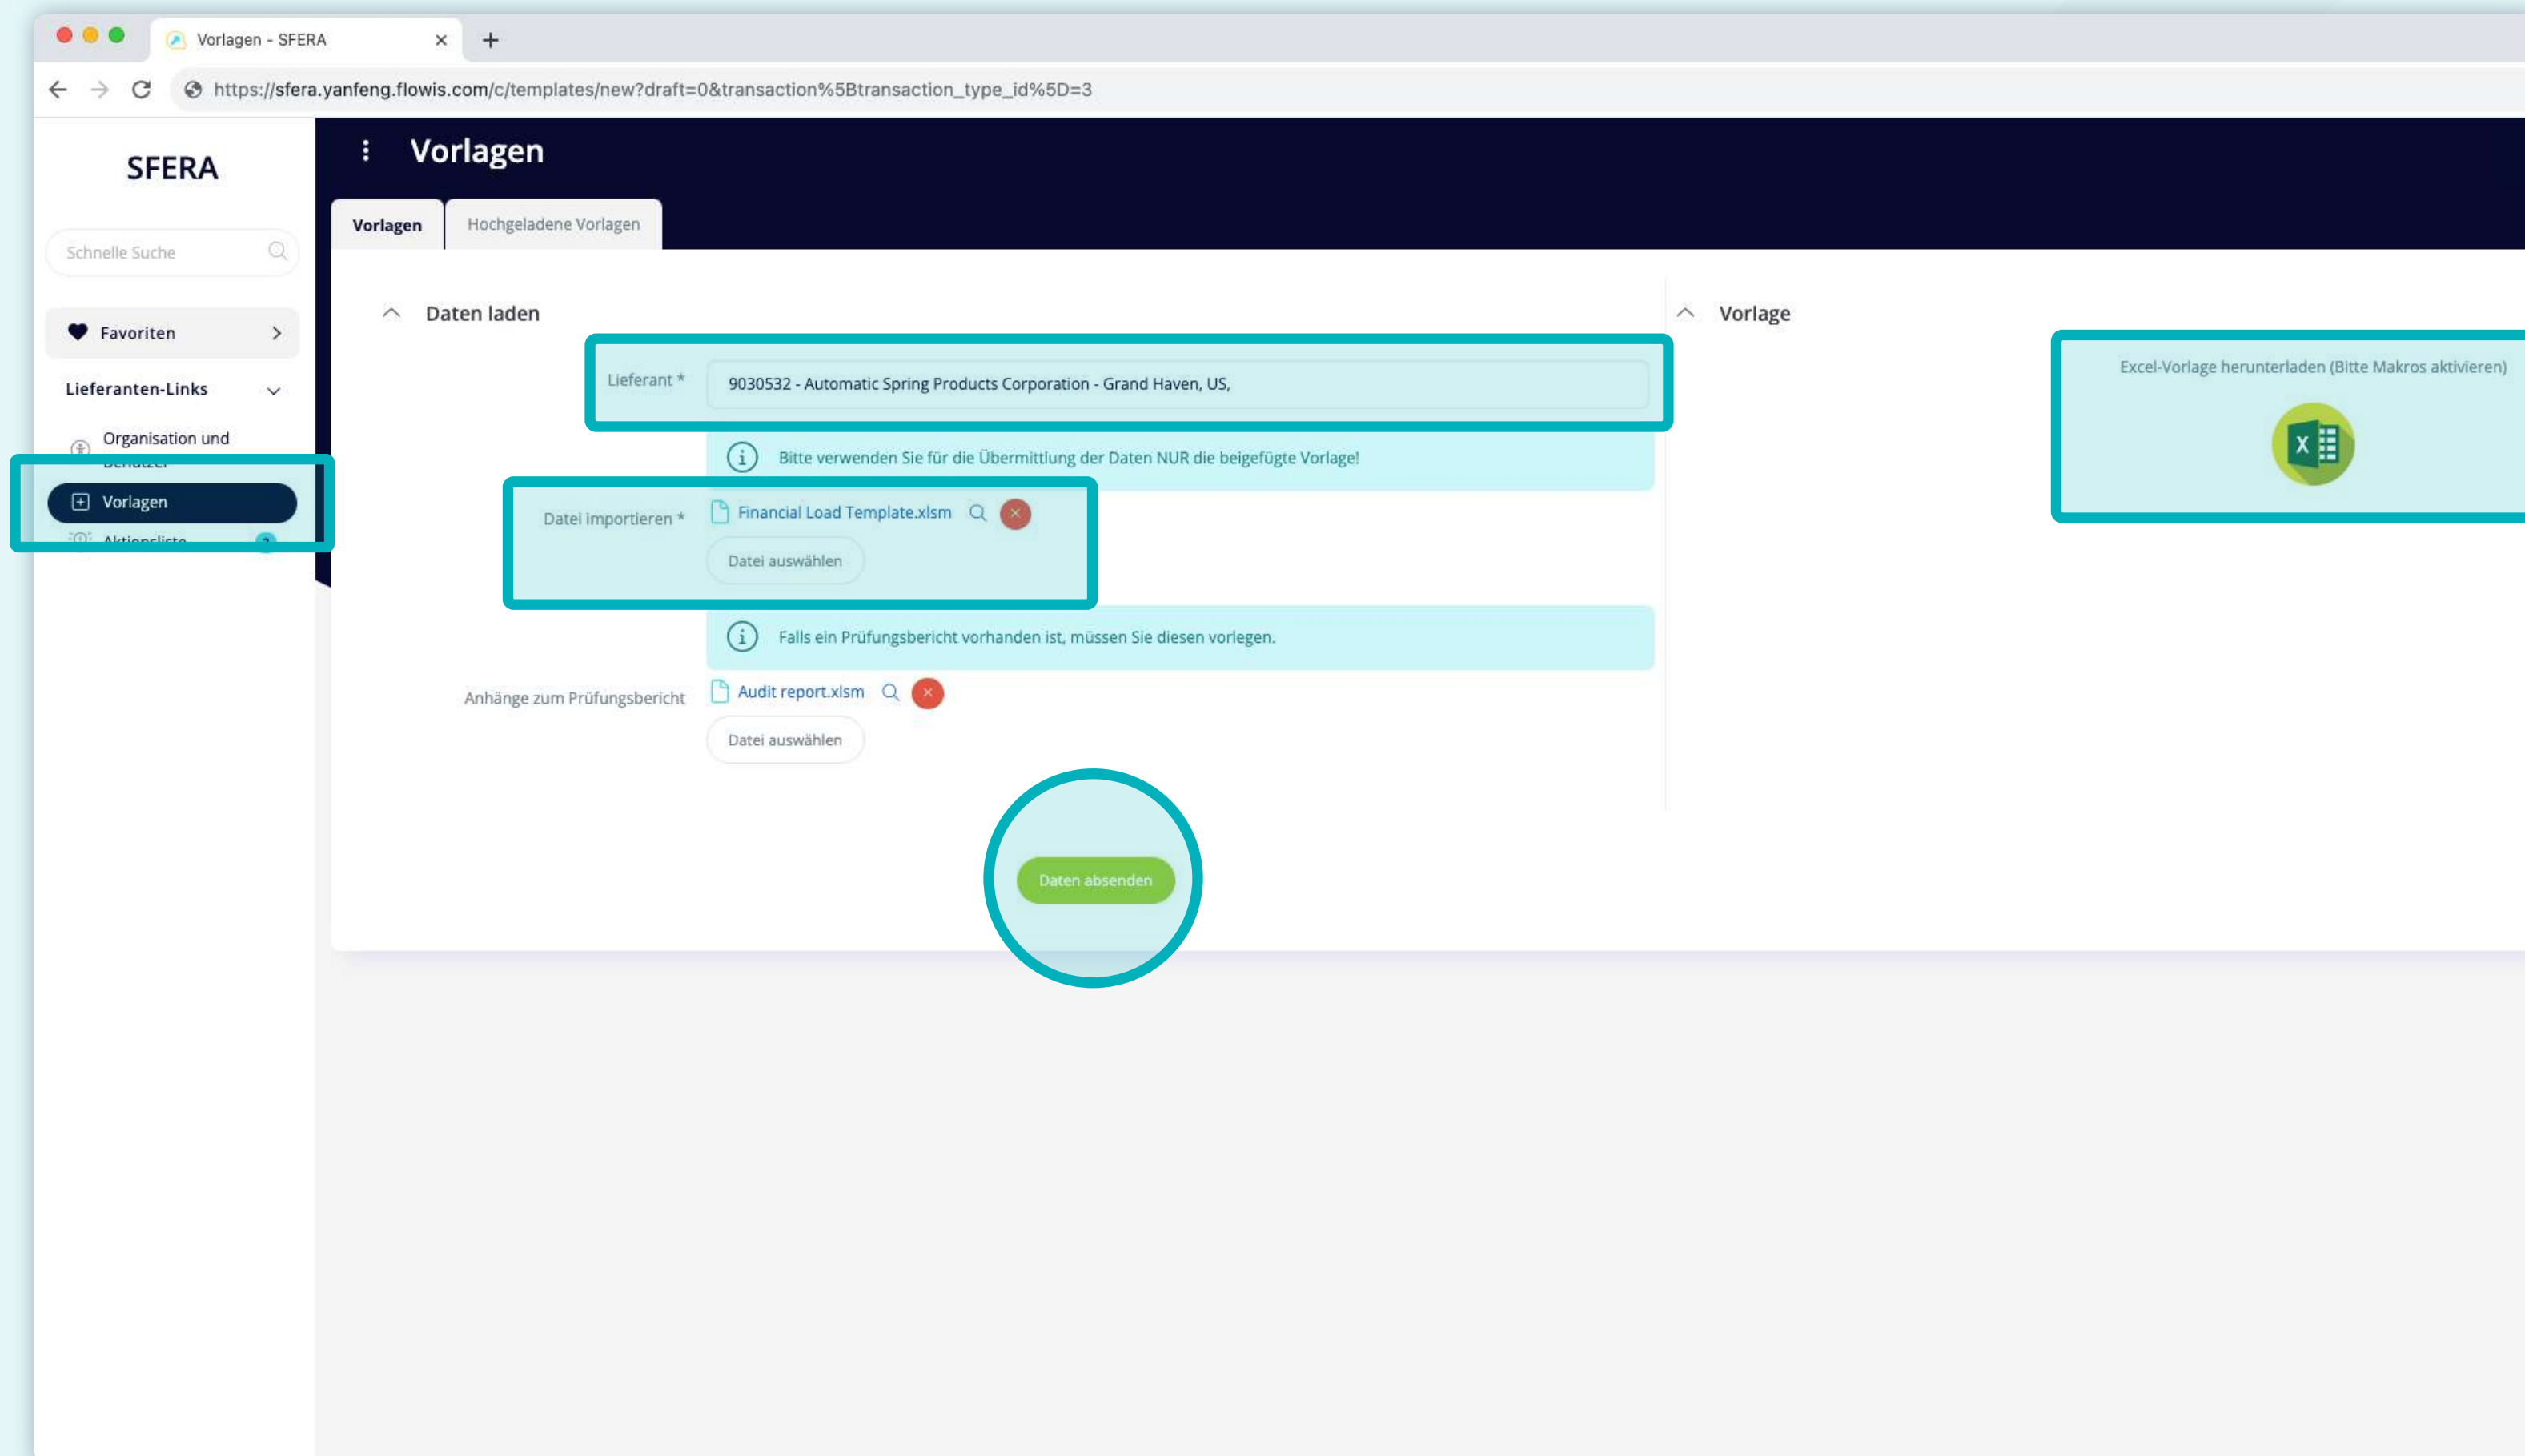 Vorlagen - SFERA
https://sfera.yanfeng.flowis.com/c/templates/new?draft=0&transaction%5Btransaction_type_id%5D=3
SFERA
Vorlagen
Vorlagen
Hochgeladene Vorlagen
Schnelle Suche
Favoriten
Lieferanten-Links
Organisation und
Benutzer
Vorlagen
Aktionsliste
Daten laden
Lieferant *
9030532 - Automatic Spring Products Corporation - Grand Haven, US,
Bitte verwenden Sie für die Übermittlung der Daten NUR die beigefügte Vorlage!
Datei importieren *
Financial Load Template.xlsm
Datei auswählen
Falls ein Prüfungsbericht vorhanden ist, müssen Sie diesen vorlegen.
Anhänge zum Prüfungsbericht
Audit report.xlsm
Datei auswählen
Daten absenden
Vorlage
Excel-Vorlage herunterladen (Bitte Makros aktivieren)
X